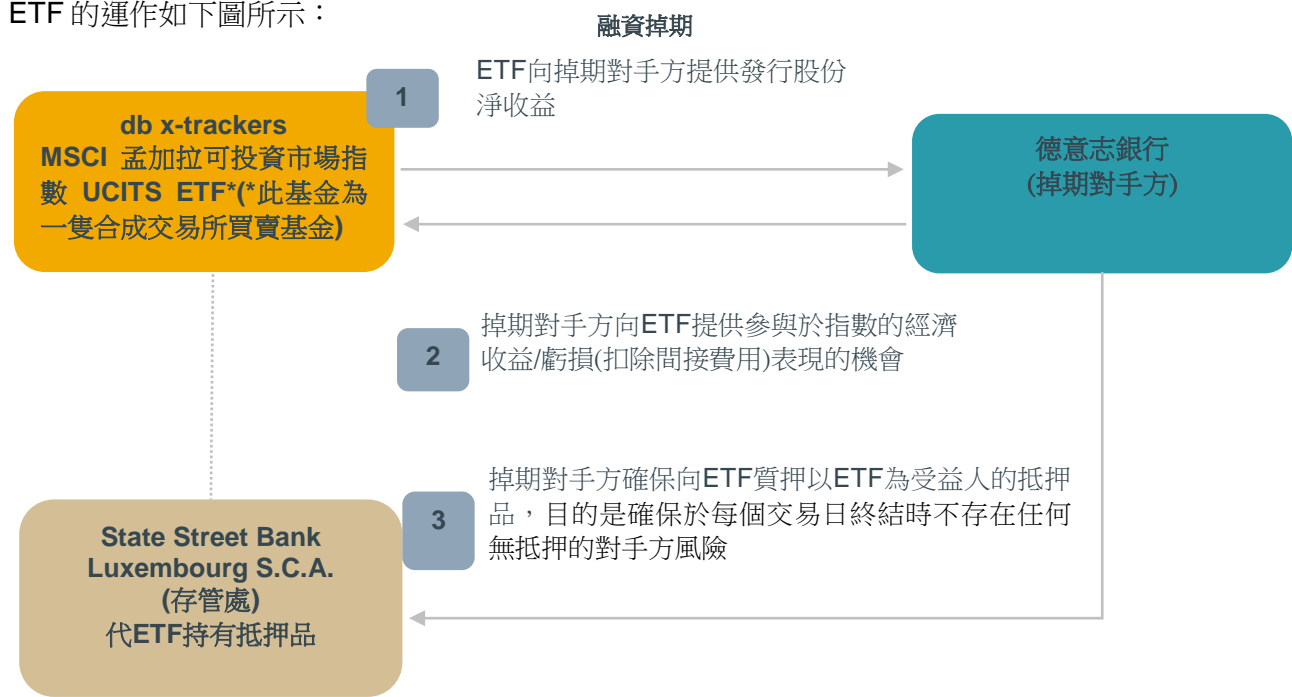 ETF 的運作如下圖所示：
融資掉期
1
ETF向掉期對手方提供發行股份
淨收益
db x-trackers
MSCI 孟加拉可投資市場指
數 UCITS ETF*(*此基金為
一隻合成交易所買賣基金)
德意志銀行
(掉期對手方)
2
掉期對手方向ETF提供參與於指數的經濟
收益/虧損(扣除間接費用)表現的機會
3
掉期對手方確保向ETF質押以ETF為受益人的抵押
品，目的是確保於每個交易日終結時不存在任何
無抵押的對手方風險
State Street Bank
Luxembourg S.C.A.
(存管處)
代ETF持有抵押品